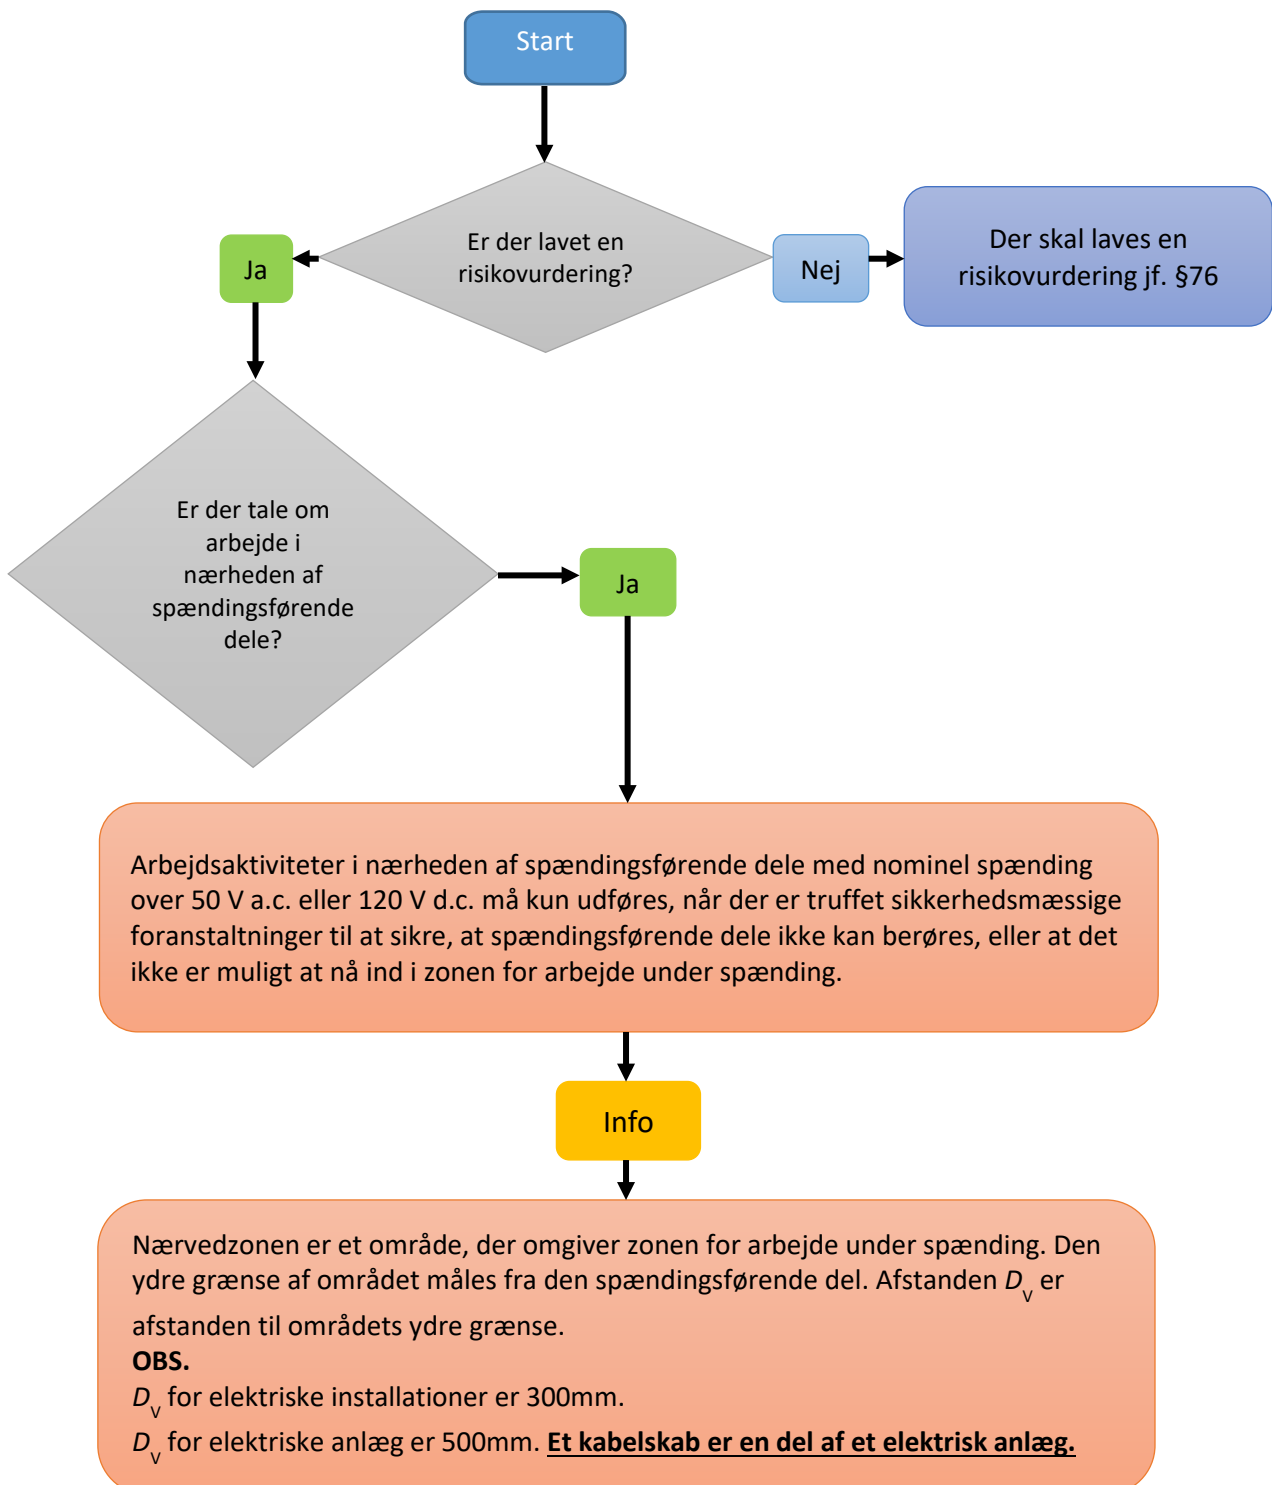 Start
Er der lavet en
risikovurdering?
Ja
Nej
Der skal laves en
risikovurdering jf. §76
Er der tale om
arbejde i
nærheden af
spændingsførende
dele?
Ja
Arbejdsaktiviteter i nærheden af spændingsførende dele med nominel spænding
over 50 V a.c. eller 120 V d.c. må kun udføres, når der er truffet sikkerhedsmæssige
foranstaltninger til at sikre, at spændingsførende dele ikke kan berøres, eller at det
ikke er muligt at nå ind i zonen for arbejde under spænding.
Info
Nærvedzonen er et område, der omgiver zonen for arbejde under spænding. Den
ydre grænse af området måles fra den spændingsførende del. Afstanden DV er
afstanden til områdets ydre grænse.
OBS.
DV for elektriske installationer er 300mm.
DV for elektriske anlæg er 500mm. Et kabelskab er en del af et elektrisk anlæg.